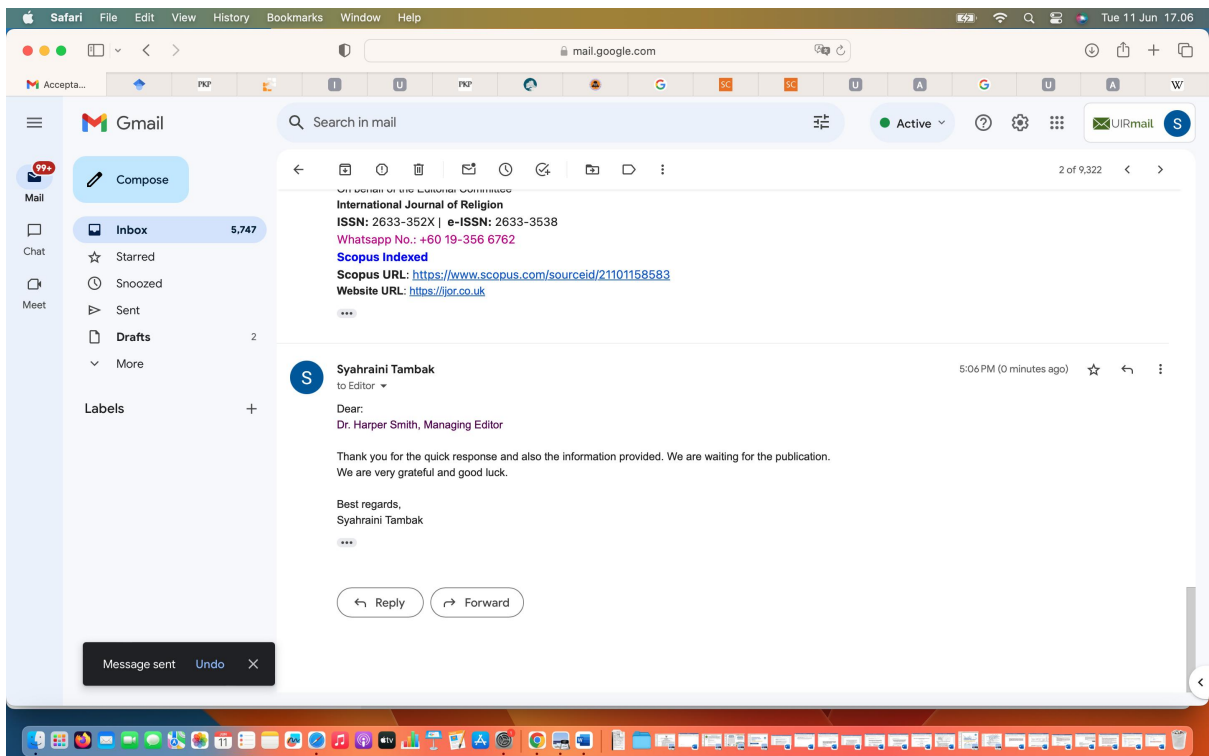 Safari File Edit View History Bookmarks Window Help Tue 11 Jun 17.06
mail.google.com
M Accepta... PKP I U PKP G SC SC U A G U A W
Gmail
Search in mail
Active
UIRmail S
99+
Mail
Chat
Meet
Compose
Inbox 5,747
Starred
Snoozed
Sent
Drafts 2
More
Labels +
2 of 9,322
On behalf of the Editorial Committee
International Journal of Religion
ISSN: 2633-352X | e-ISSN: 2633-3538
Whatsapp No.: +60 19-356 6762
Scopus Indexed
Scopus URL: https://www.scopus.com/sourceid/21101158583
Website URL: https://ijor.co.uk
S
Syahraini Tambak 5:06 PM (0 minutes ago)
to Editor
Dear:
Dr. Harper Smith, Managing Editor
Thank you for the quick response and also the information provided. We are waiting for the publication.
We are very grateful and good luck.
Best regards,
Syahraini Tambak
Reply Forward
Message sent Undo